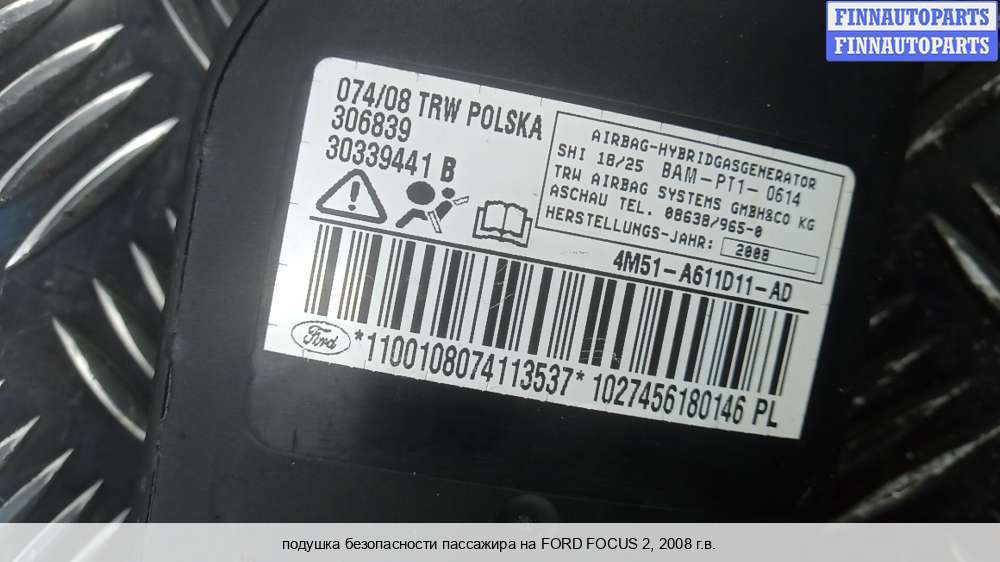 FINNAUTOPARTS
FINNAUTOPARTS
074/08 TRW POLSKA
306839
30339441 B
AIRBAG-HYBRIDGASGENERATOR
SHI 18/25 BAM-PT1- 0614
TRW AIRBAG SYSTEMS GMBH&CO KG
ASCHAU TEL. 08638/965-0
HERSTELLUNGS-JAHR: 2008
4M51-A611D11-AD
Ford *1100108074113537*1027456180146 PL
подушка безопасности пассажира на FORD FOCUS 2, 2008 г.в.